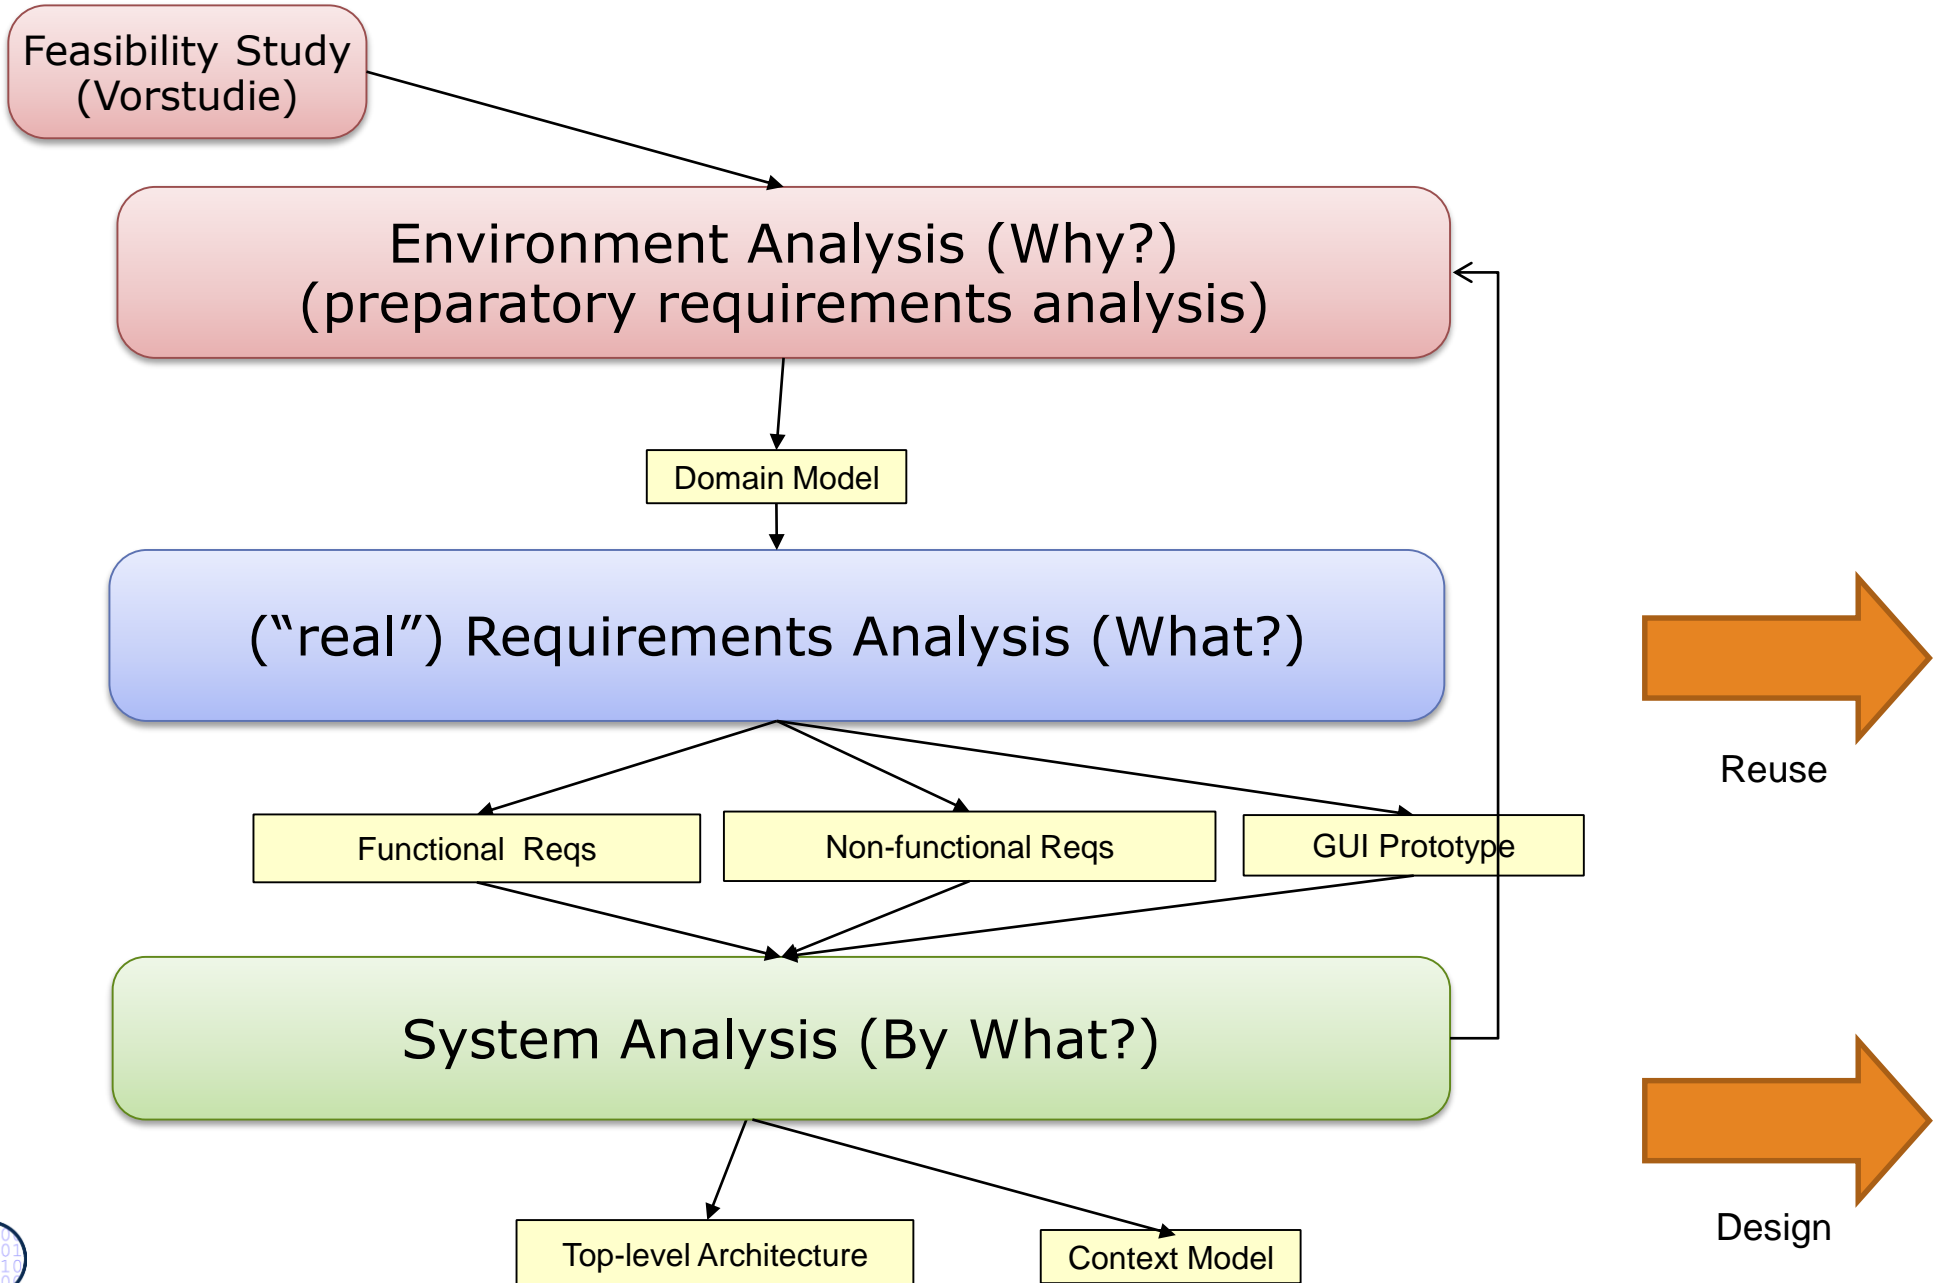 Feasibility Study
(Vorstudie)
Environment Analysis (Why?)
(preparatory requirements analysis)
Domain Model
(“real”) Requirements Analysis (What?)
Reuse
Functional  Reqs
Non-functional Reqs
GUI Prototype
System Analysis (By What?)
Design
Top-level Architecture
Context Model